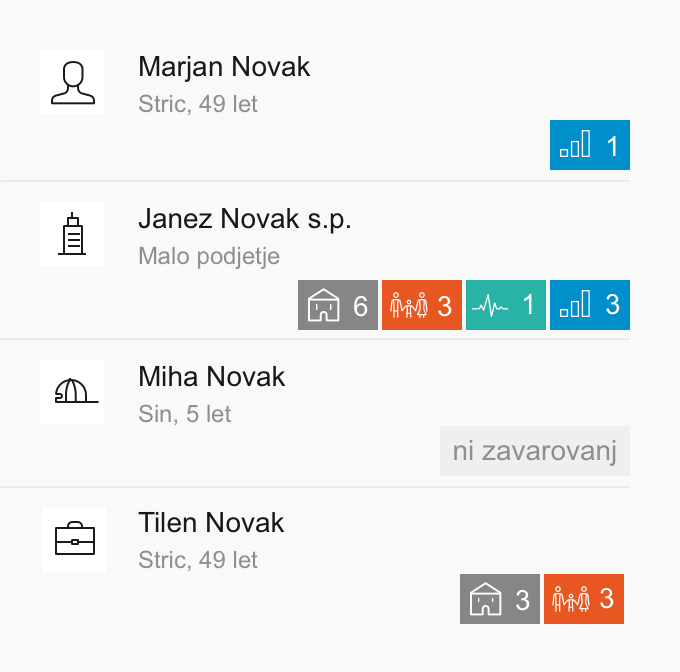 Marjan Novak
Stric, 49 let
1
Janez Novak s.p.
Malo podjetje
6 3 1 3
Miha Novak
Sin, 5 let
ni zavarovanj
Tilen Novak
Stric, 49 let
3 3